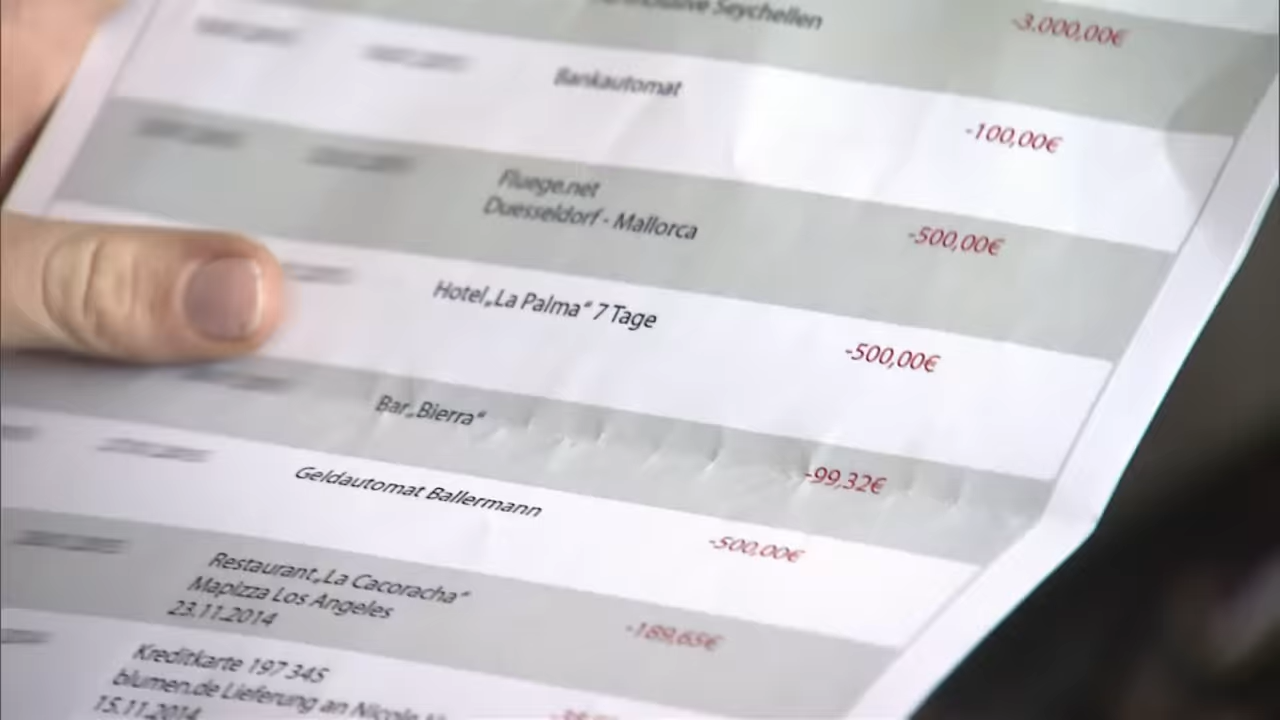 Seychellen
-3.000,00€
Bankautomat
-100,00€
Fluege.net
Duesseldorf - Mallorca
-500,00€
Hotel „La Palma“ 7 Tage
-500,00€
Bar „Bierra“
-99,32€
Geldautomat Ballermann
-500,00€
Restaurant „La Cacoracha“
Mapizza Los Angeles
23.11.2014
-189,65€
Kreditkarte 197 345
blumen.de Lieferung an Nicole
15.11.2014